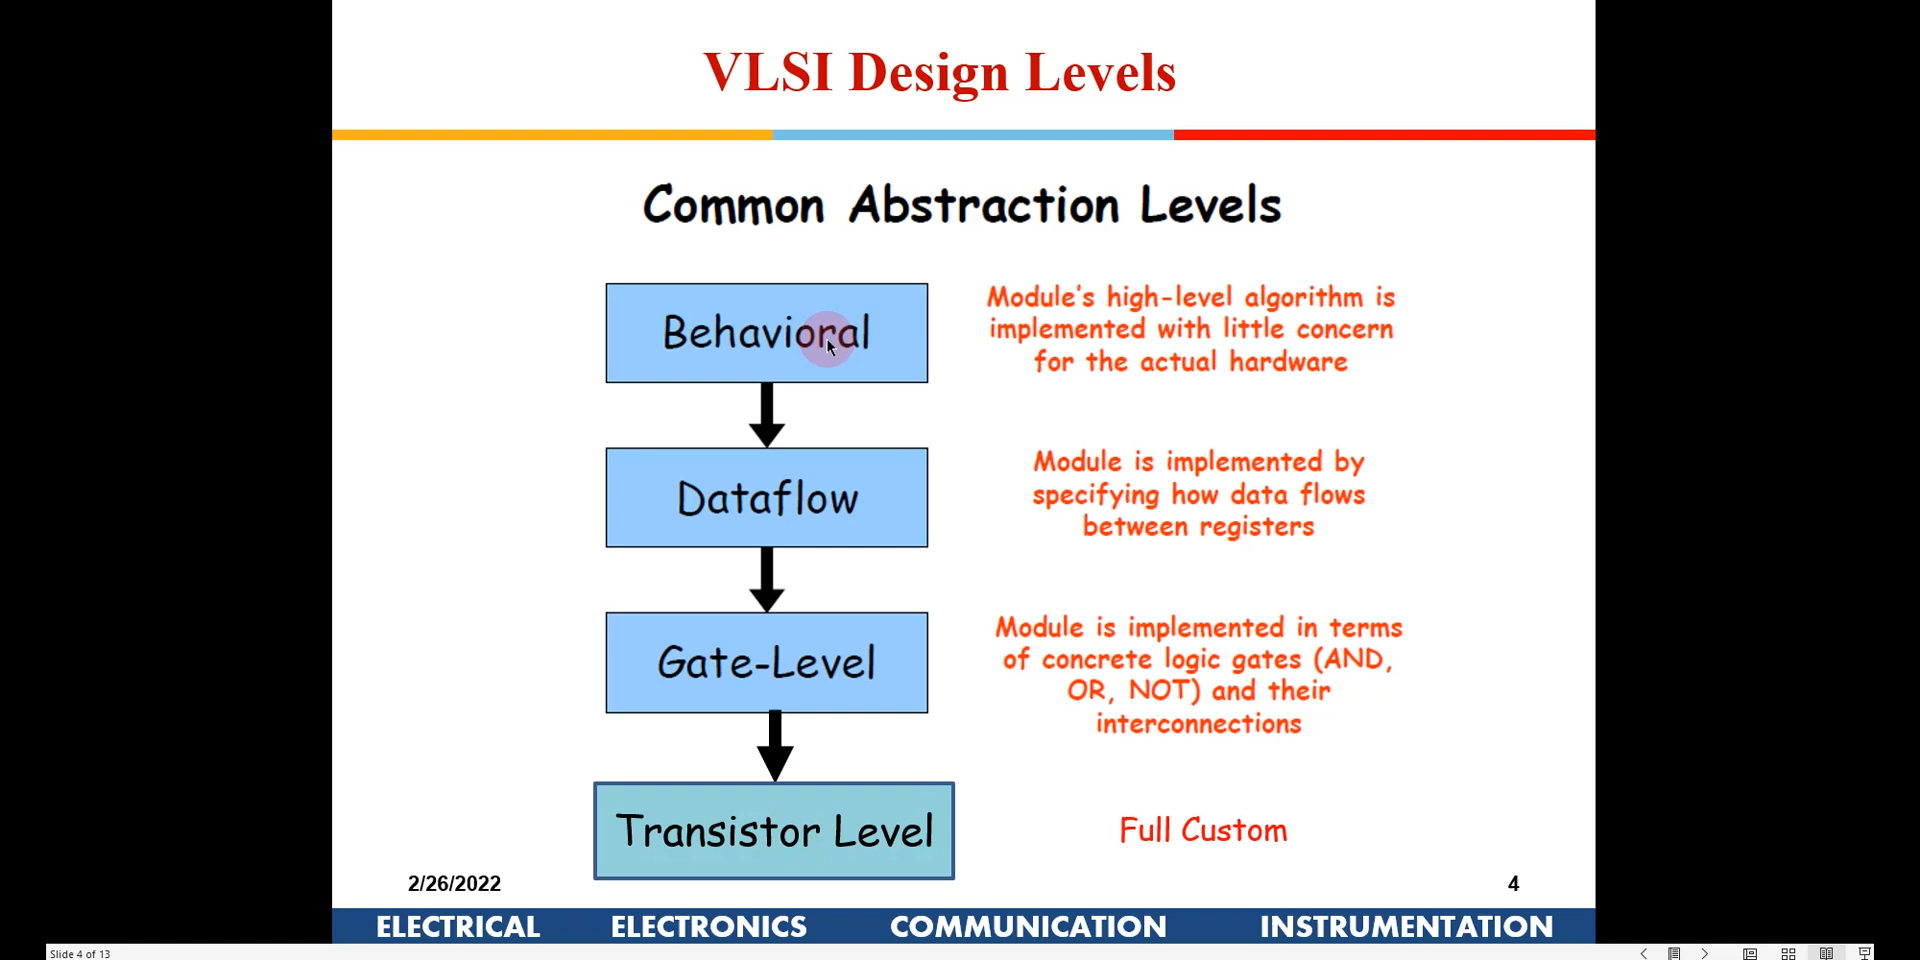 VLSI Design Levels
Common Abstraction Levels
Behavioral
Module's high-level algorithm is
implemented with little concern
for the actual hardware
Dataflow
Module is implemented by
specifying how data flows
between registers
Gate-Level
Module is implemented in terms
of concrete logic gates (AND,
OR, NOT) and their
interconnections
Transistor Level
Full Custom
2/26/2022
4
ELECTRICAL ELECTRONICS COMMUNICATION INSTRUMENTATION
Slide 4 of 13